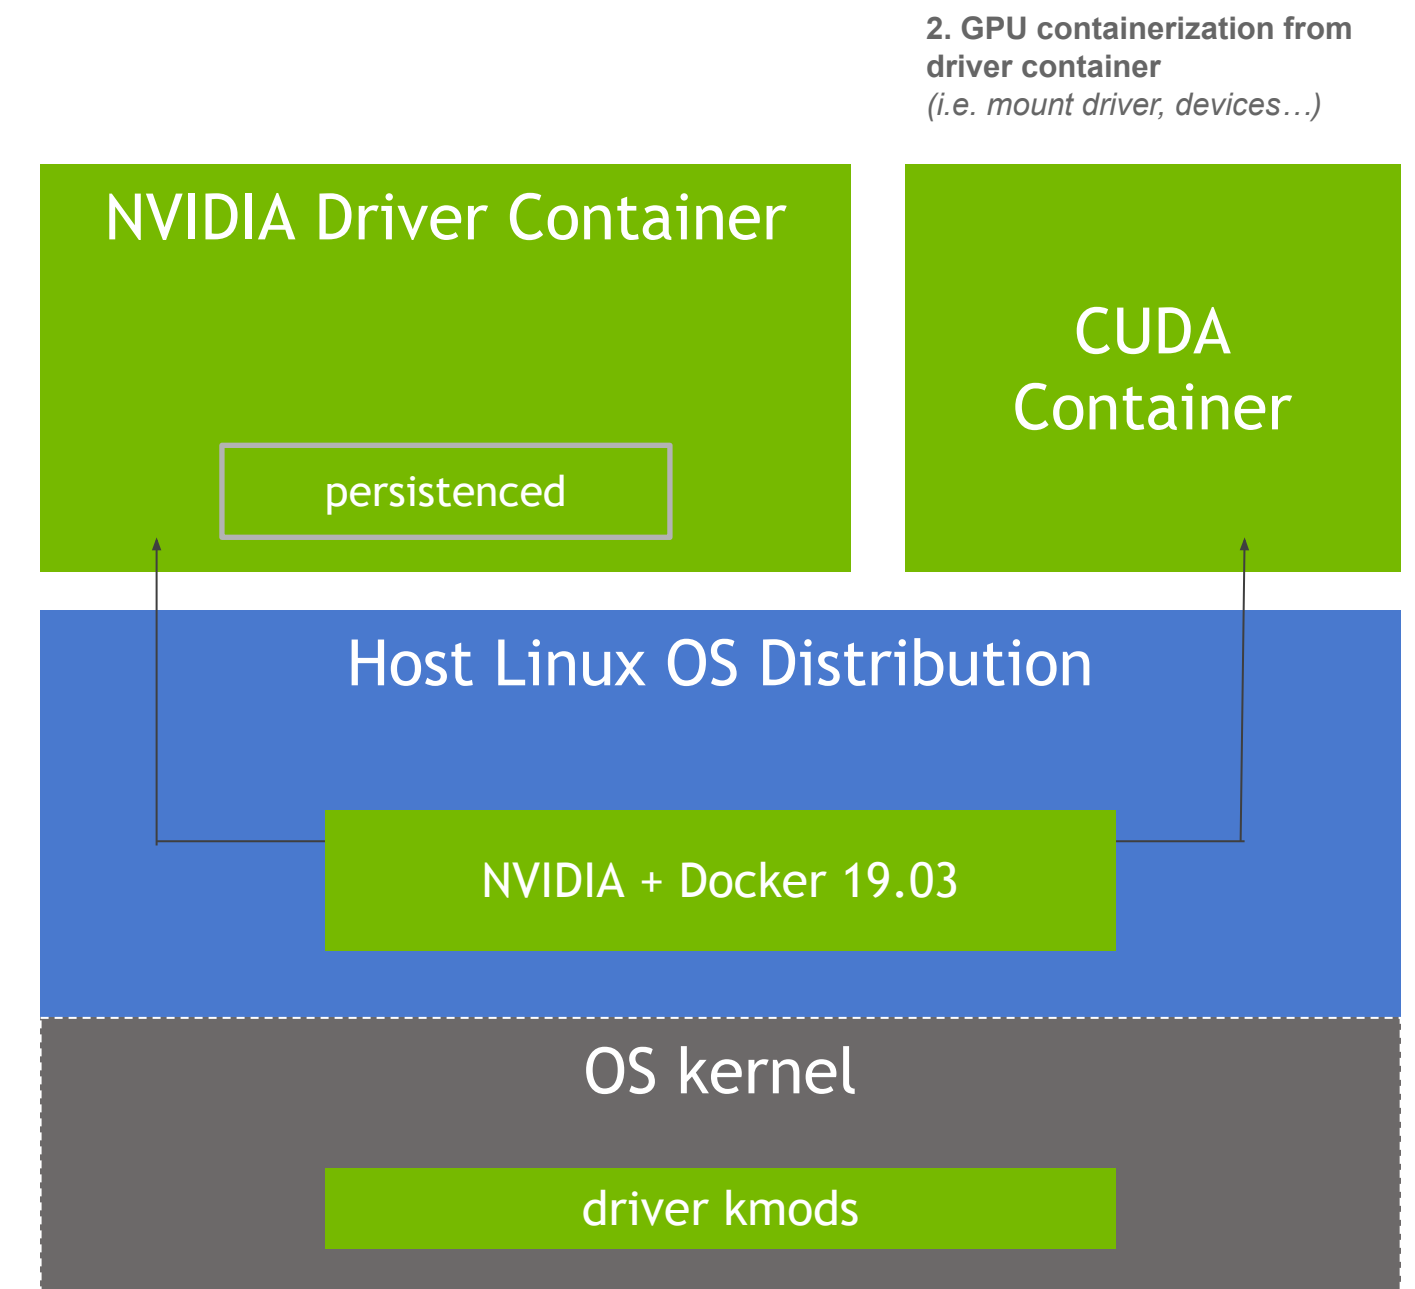 2. GPU containerization from
driver container
(i.e. mount driver, devices…)
NVIDIA Driver Container
CUDA
Container
persistenced
Host Linux OS Distribution
NVIDIA + Docker 19.03
OS kernel
driver kmods